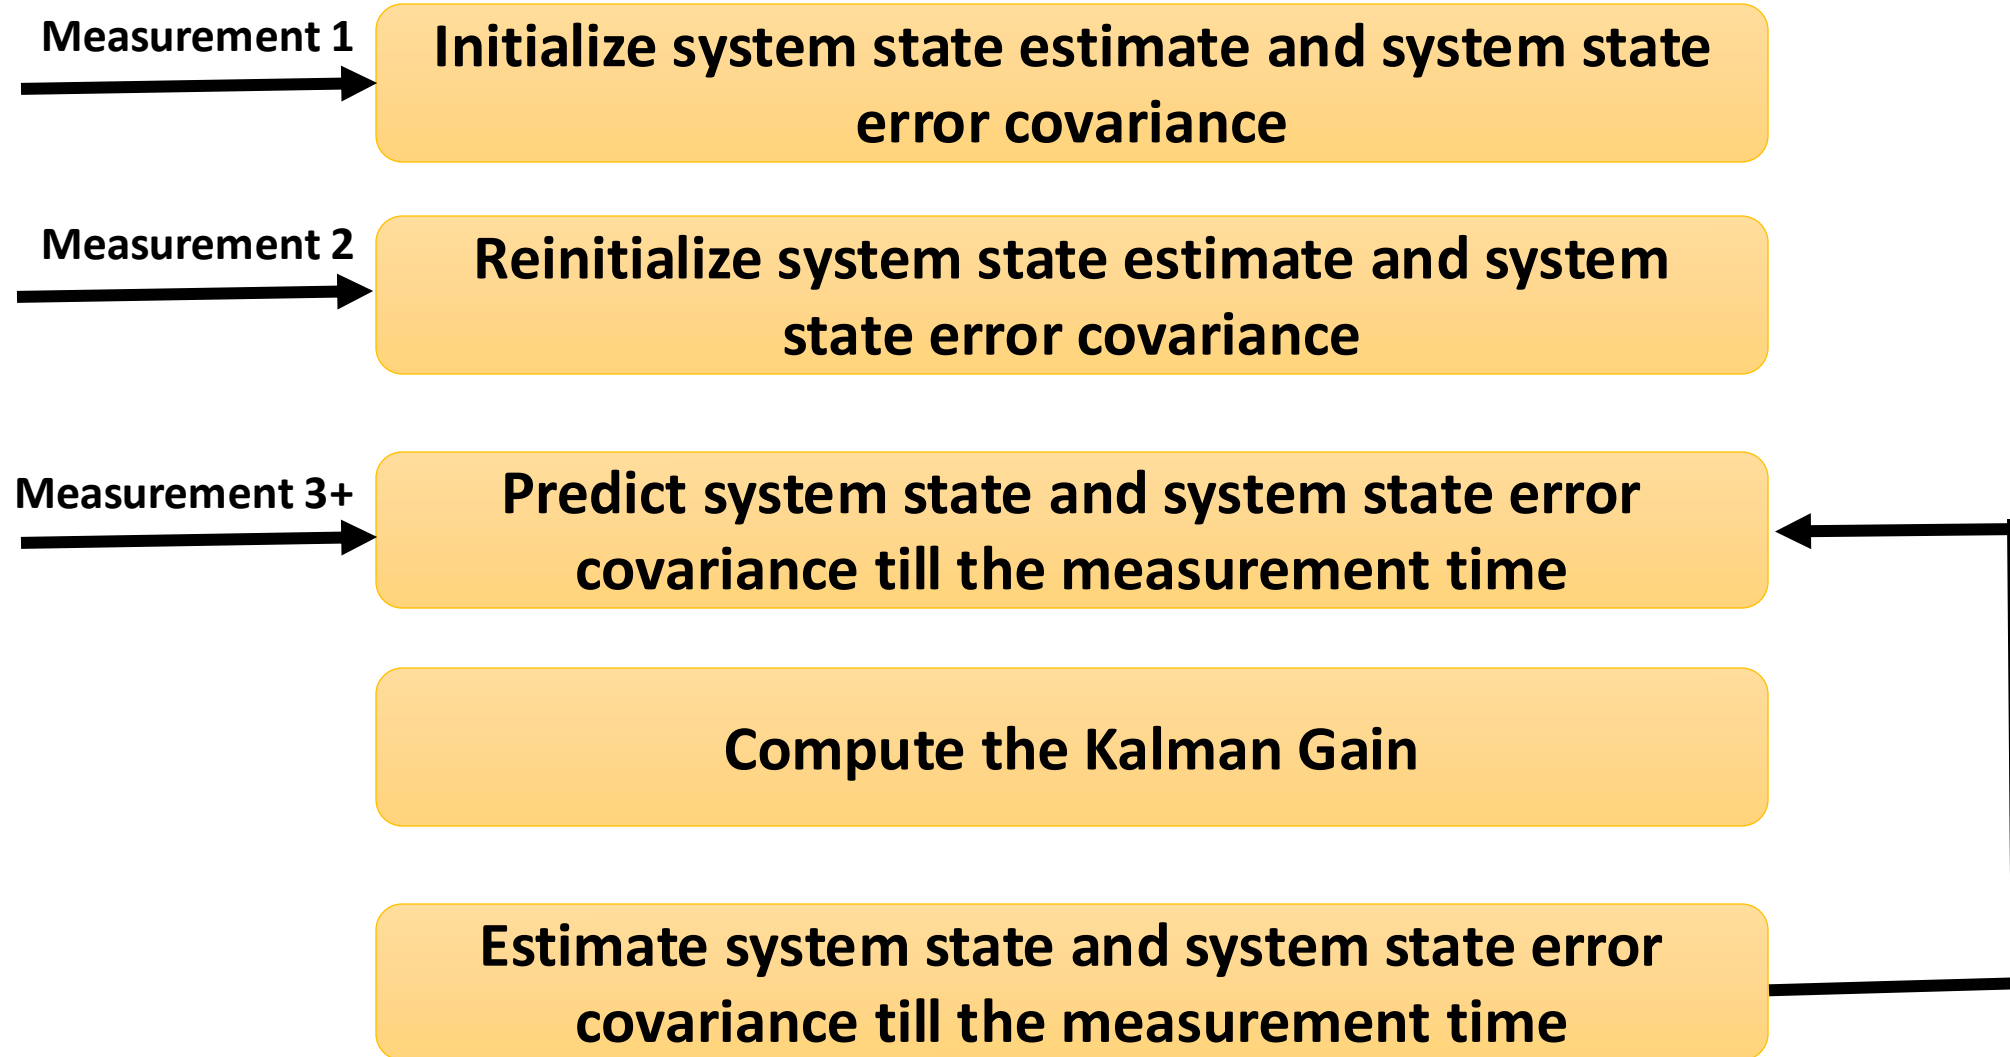 Measurement 1
Initialize system state estimate and system state
error covariance
Measurement 2
Reinitialize system state estimate and system
state error covariance
Measurement 3+
Predict system state and system state error
covariance till the measurement time
Compute the Kalman Gain
Estimate system state and system state error
covariance till the measurement time